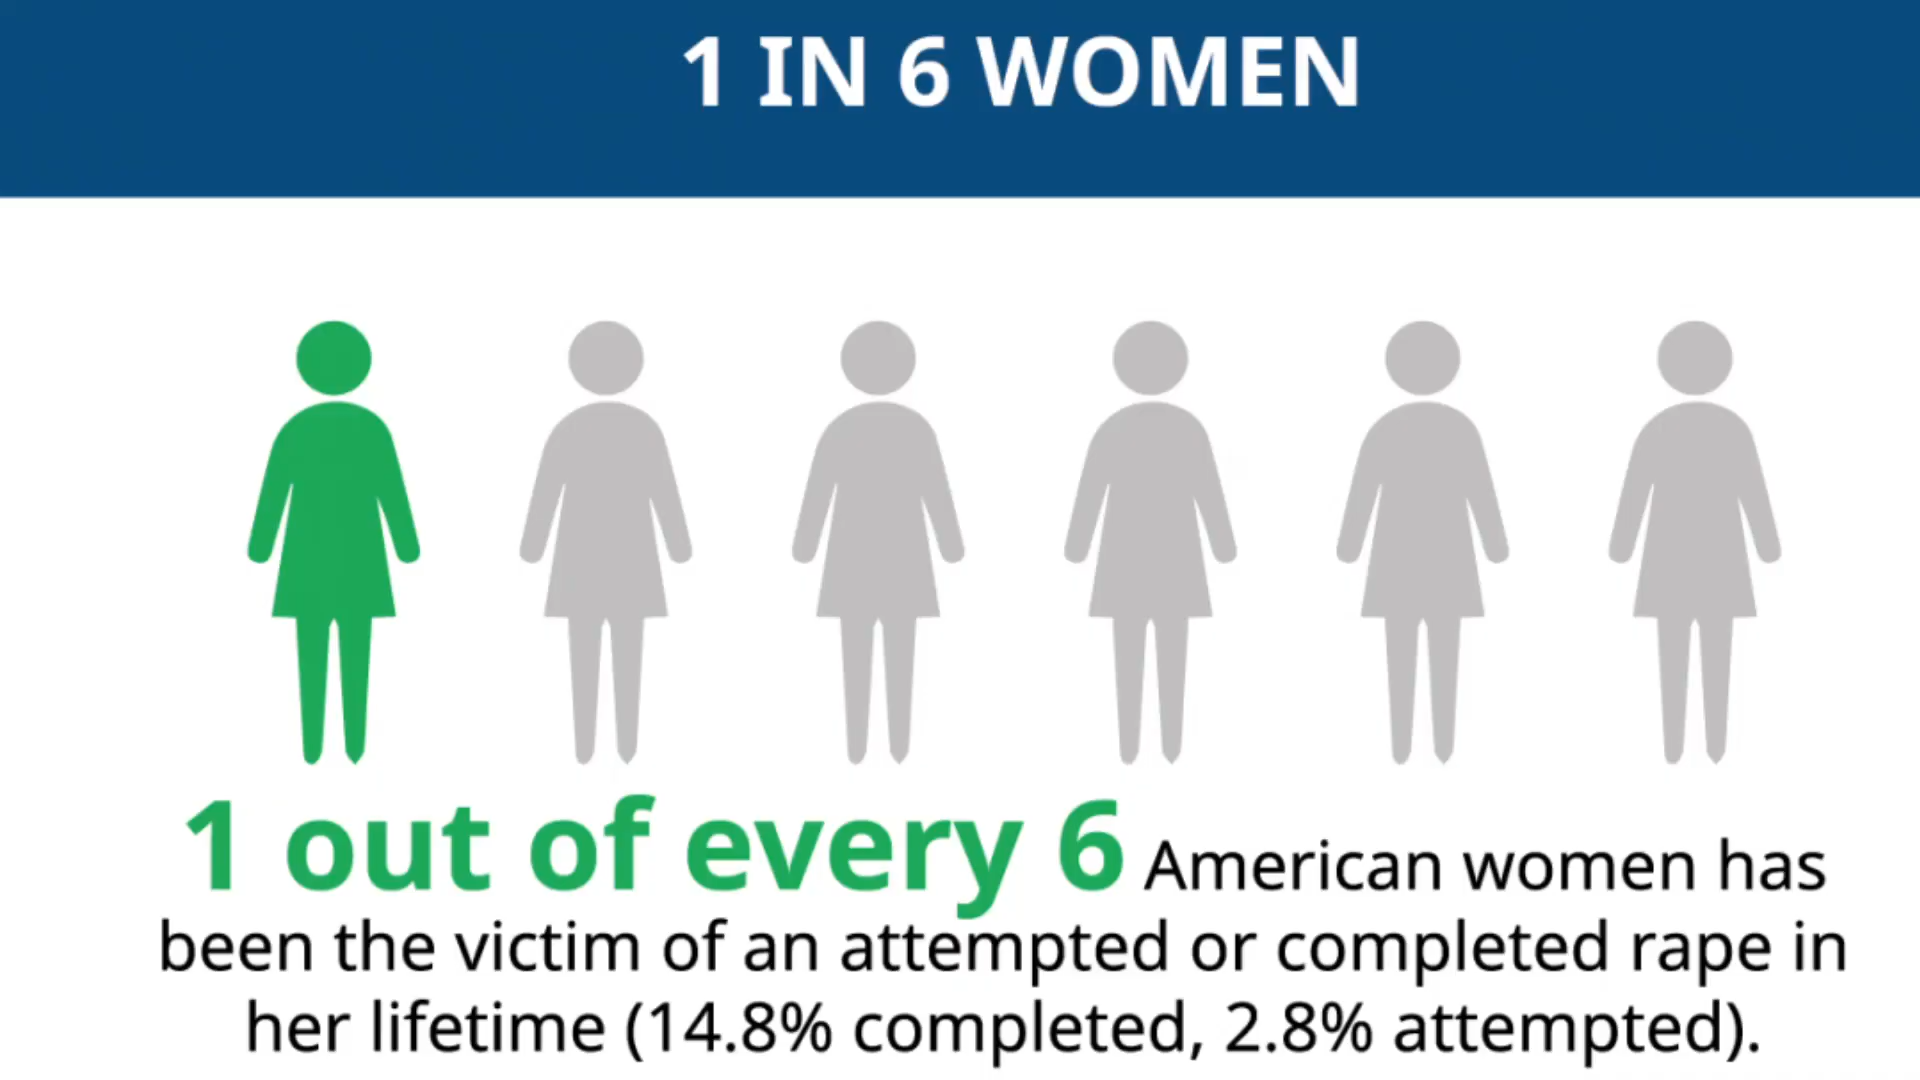 1 IN 6 WOMEN
1 out of every 6 American women has
been the victim of an attempted or completed rape in
her lifetime (14.8% completed, 2.8% attempted).